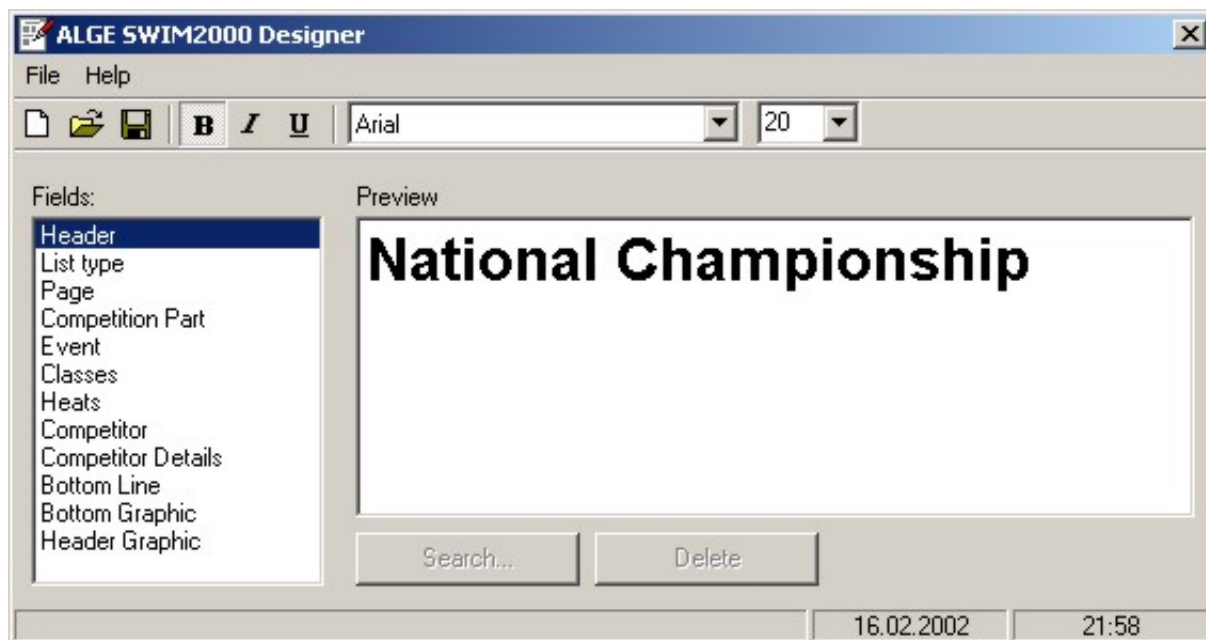 ALGE SWIM2000 Designer
File Help
B I U Arial 20
Fields:
Preview
Header
List type
Page
Competition Part
Event
Classes
Heats
Competitor
Competitor Details
Bottom Line
Bottom Graphic
Header Graphic
National Championship
Search... Delete
16.02.2002 21:58